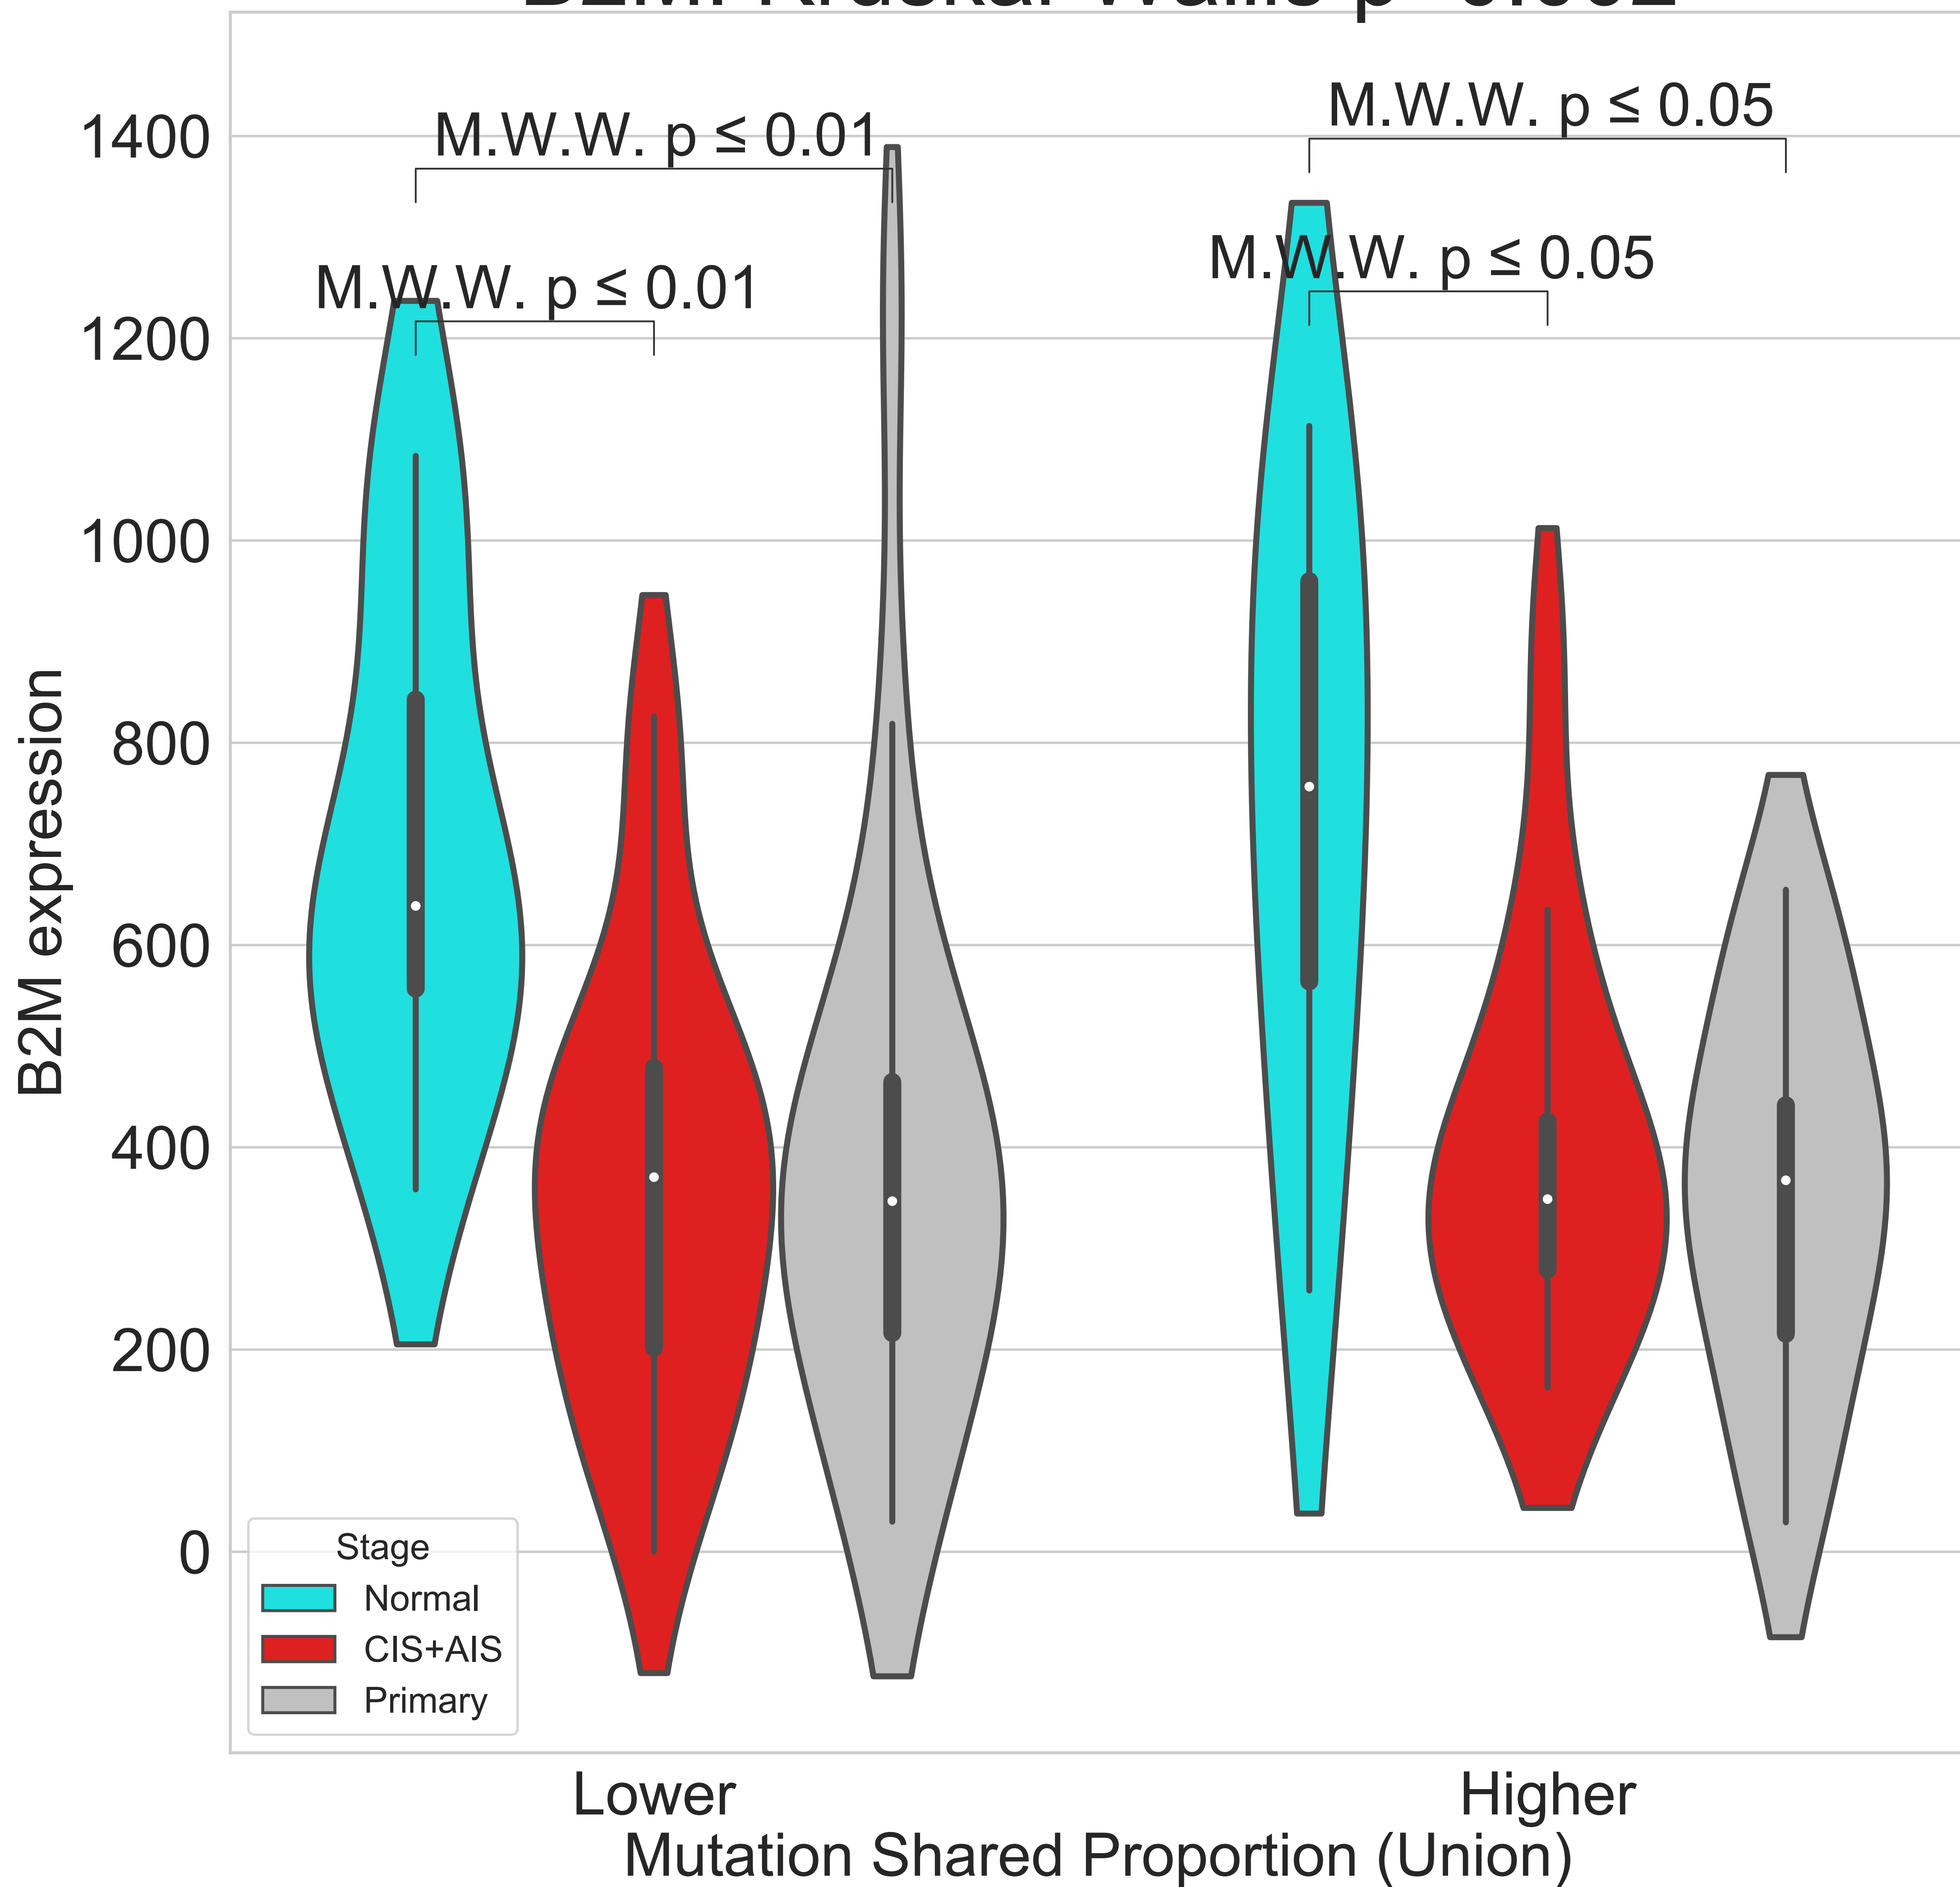 1400
1200
1000
800
600
400
200
0
B2M expression
M.W.W. p ≤ 0.01
M.W.W. p ≤ 0.01
M.W.W. p ≤ 0.05
M.W.W. p ≤ 0.05
Stage
Normal
CIS+AIS
Primary
Lower
Higher
Mutation Shared Proportion (Union)